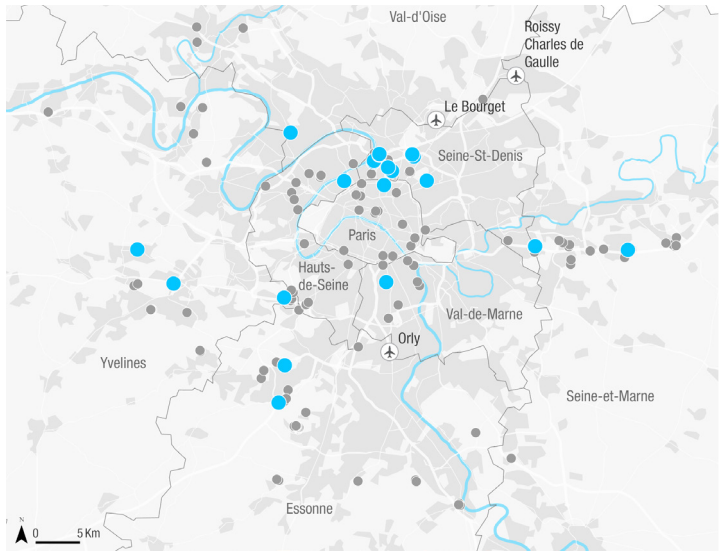 Val-d'Oise
Roissy
Charles de
Gaulle
Le Bourget
Seine-St-Denis
Paris
Hauts-
de-Seine
Val-de-Marne
Orly
Yvelines
Seine-et-Marne
Essonne
N
0 5 Km